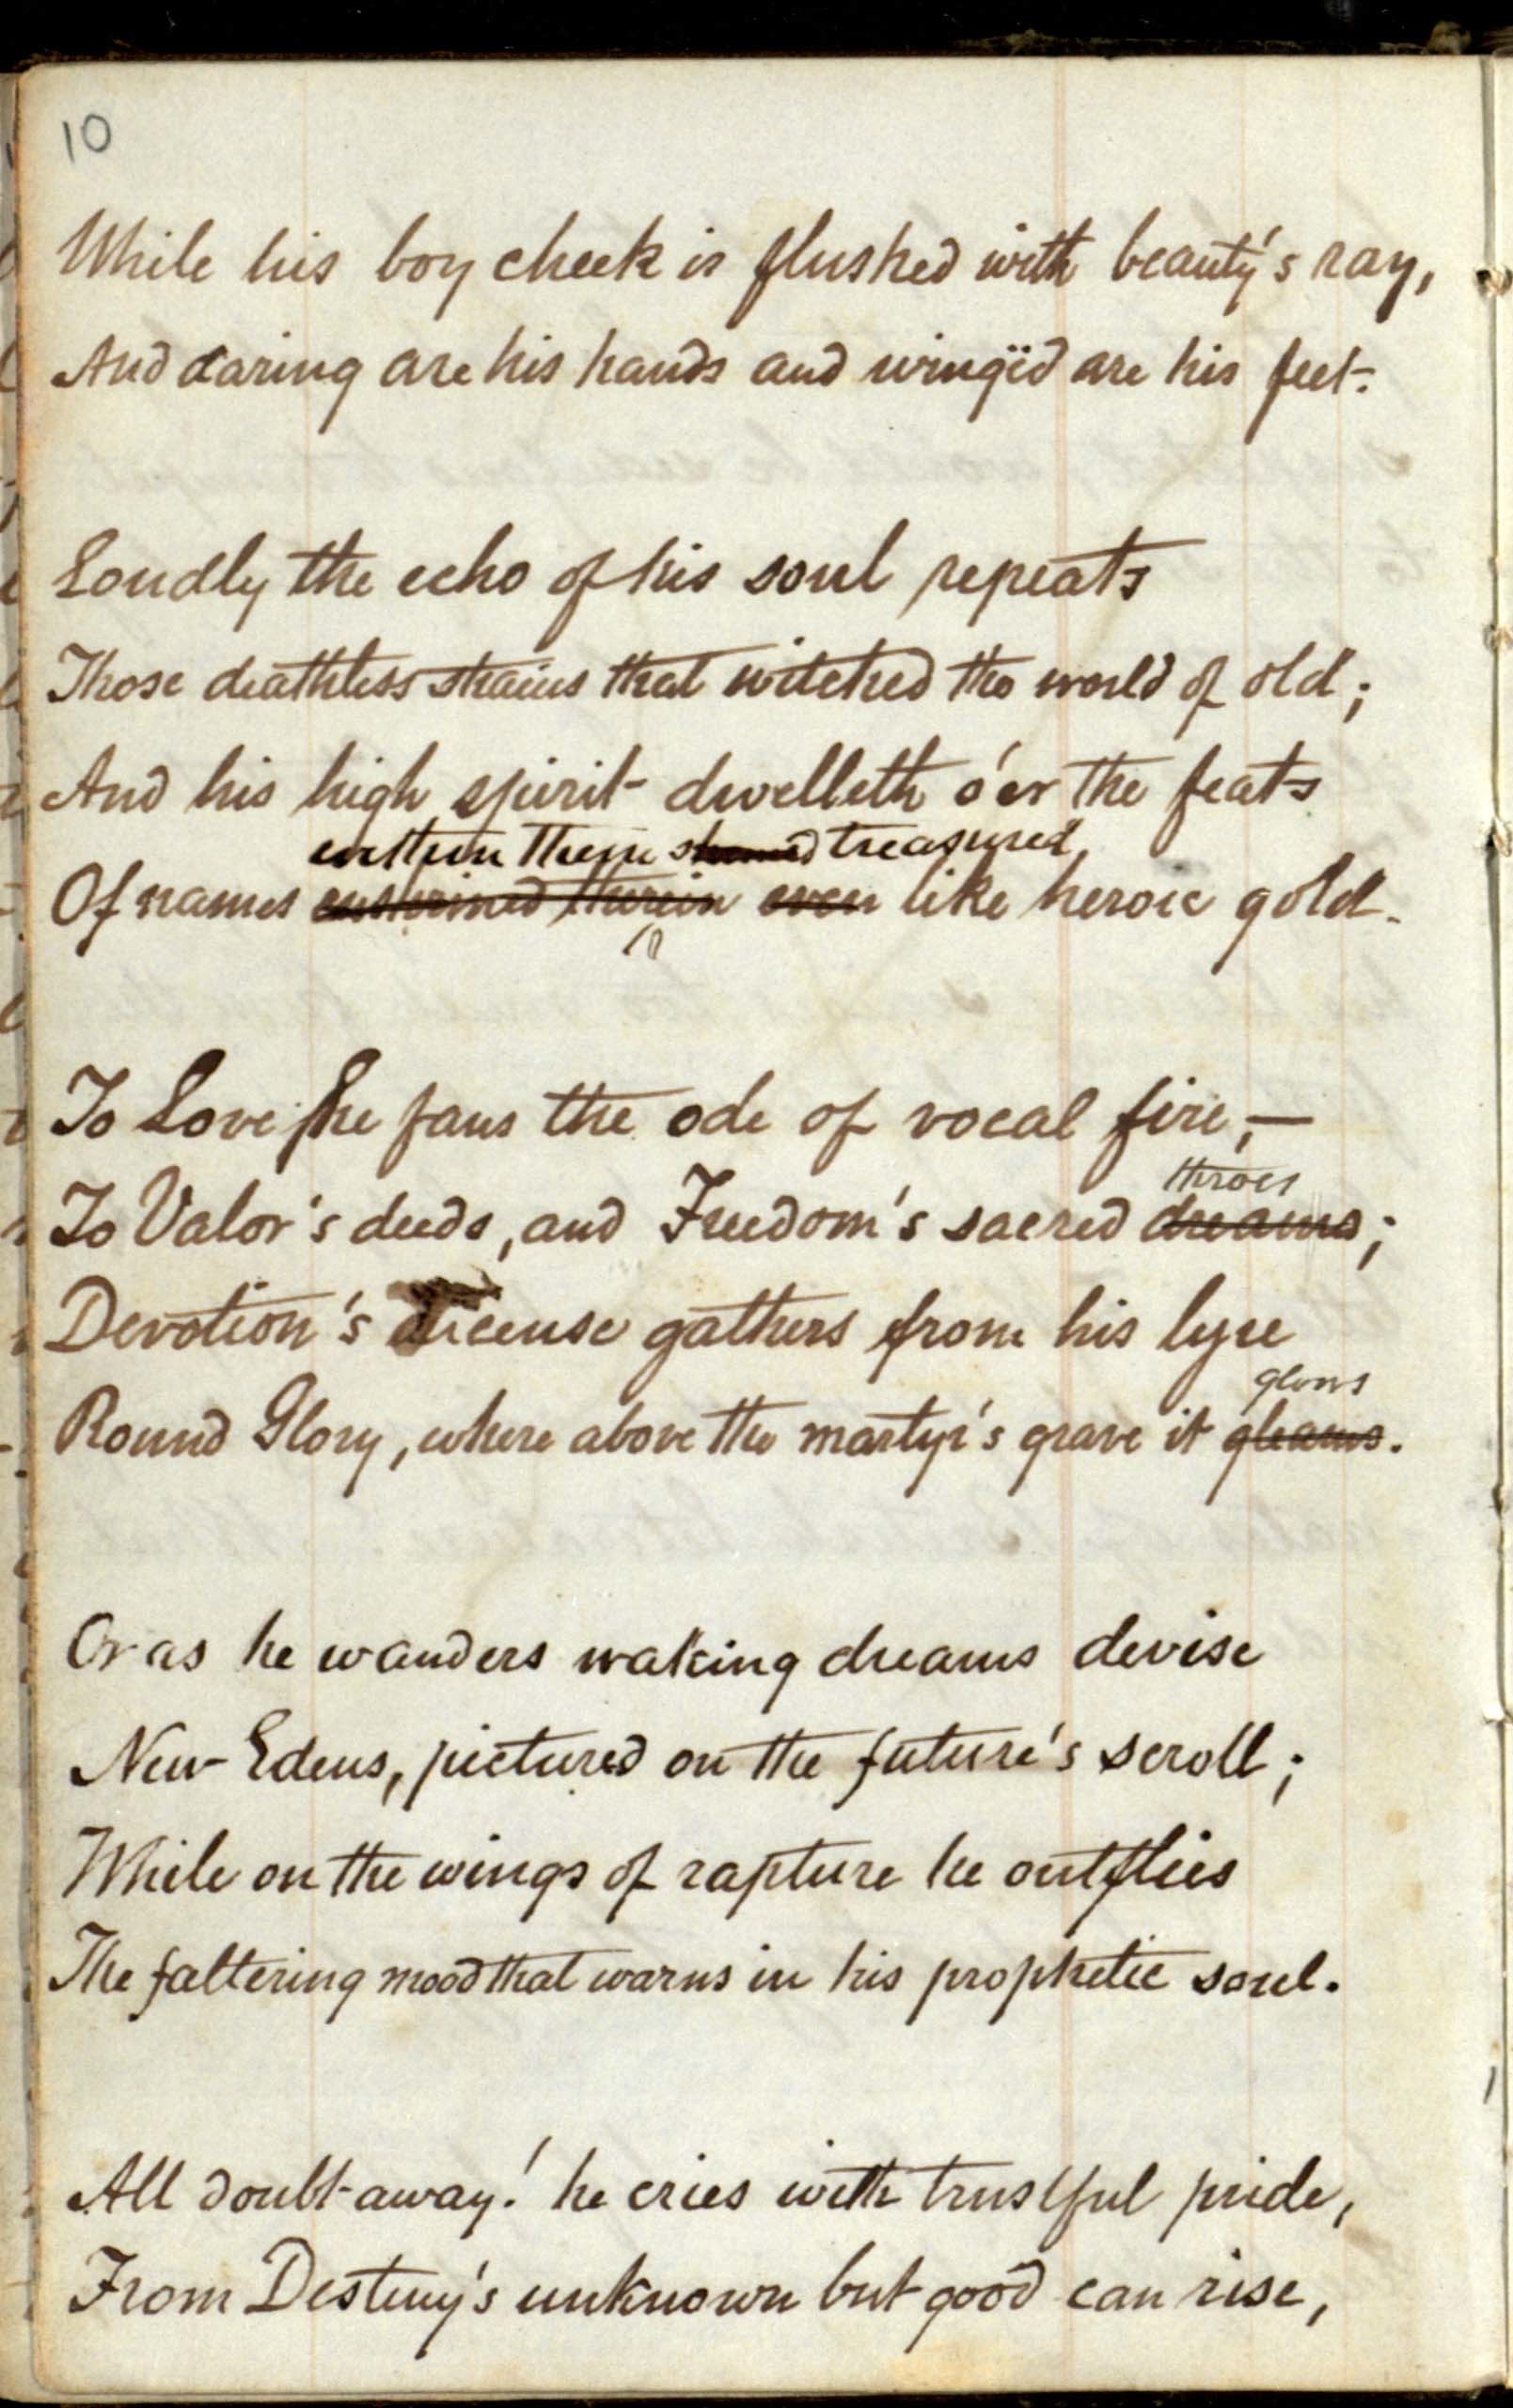 10
While his boy cheek is flushed with beauty's ray,
And daring are his hands and wingëd are his feet.
Loudly the echo of his soul repeats
Those deathless strains that witched the world of old;
And his high spirit dwelleth o'er the feats
within them treasured,
Of names enshrined therein even like heroic gold.
To Love he fans the ode of vocal fire,—
throes
To Valor's deeds, and Freedom's sacred dreams;
Devotion's incense gathers from his lyre
glows
Round Glory, where above the martyr's grave it gleams.
Or as he wanders waking dreams devise
New Edens, pictured on the future's scroll;
While on the wings of rapture he outflies
The faltering mood that warns in his prophetic soul.
All doubt away! he cries with trustful pride,
From Destiny's unknown but good can rise,